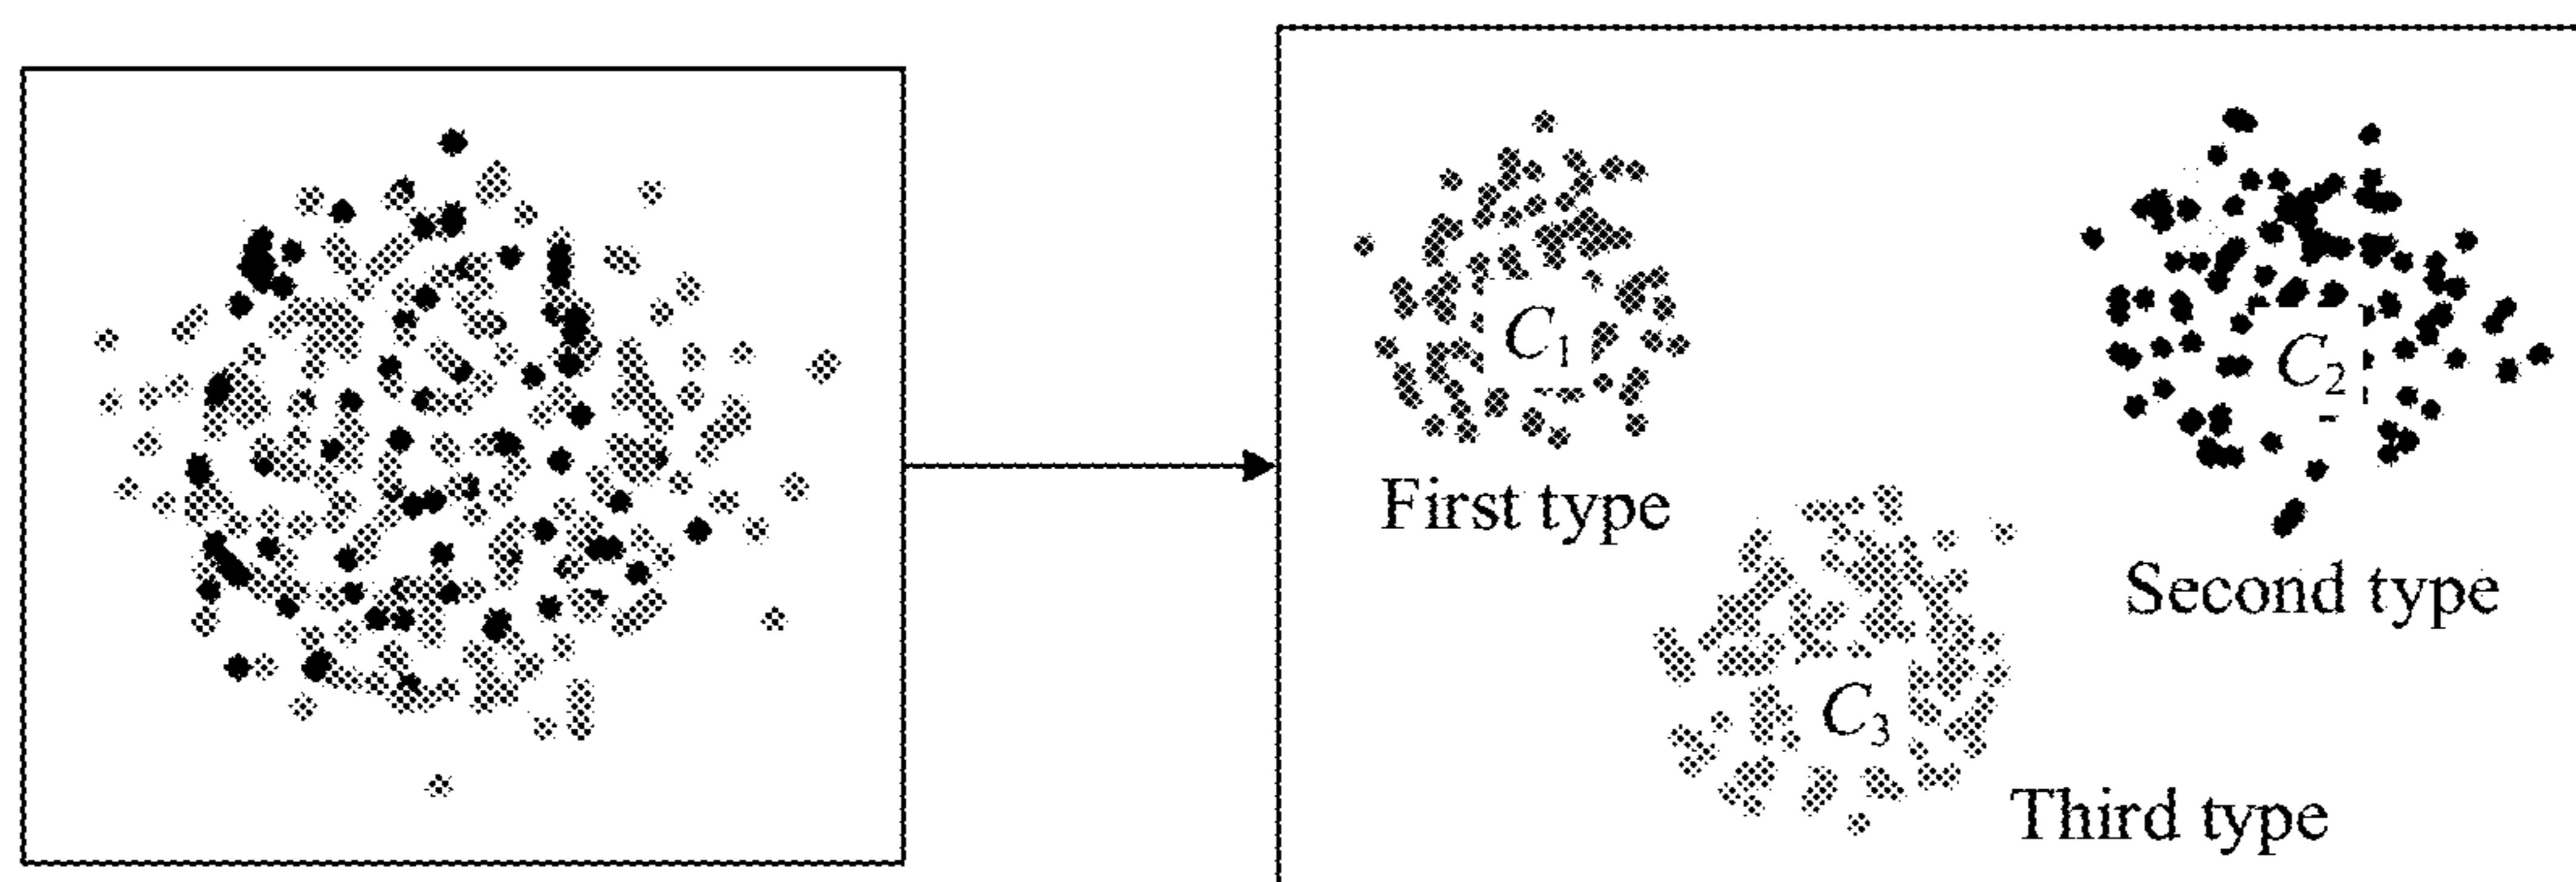 C₁
First type
C₂
Second type
C₃
Third type